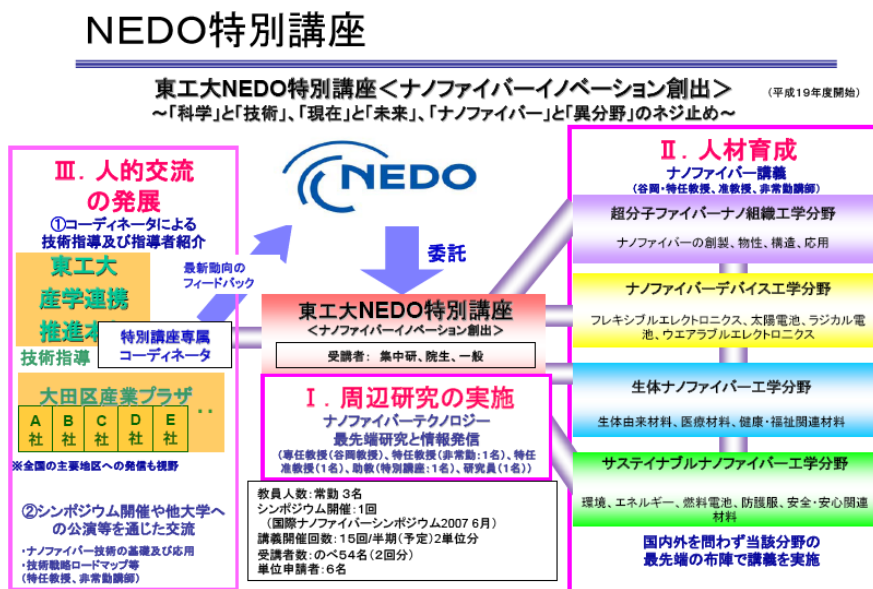 NEDO特別講座
東工大NEDO特別講座＜ナノファイバーイノベーション創出＞
(平成19年度開始)
～「科学」と「技術」、「現在」と「未来」、「ナノファイバー」と「異分野」のネジ止め～
Ⅲ．人的交流
の発展
①コーディネータによる
技術指導及び指導者紹介
東工大
産学連携
推進本
技術指導
特別講座専属
コーディネータ
大田区産業プラザ
A社
B社
C社
D社
E社
‥
※全国の主要地区への発信も視野
②シンポジウム開催や他大学へ
の公演等を通じた交流
・ナノファイバー技術の基礎及び応用
・技術戦略ロードマップ等
(特任教授、非常勤講師)
NEDO
最新動向の
フィードバック
委託
東工大NEDO特別講座
＜ナノファイバーイノベーション創出＞
受講者： 集中研、院生、一般
Ⅰ．周辺研究の実施
ナノファイバーテクノロジー
最先端研究と情報発信
(専任教授(谷岡教授)、特任教授(非常勤：1名)、特任
准教授(1名)、助教(特別講座：1名)、研究員(1名))
教員人数：常勤 3名
シンポジウム開催：1回
（国際ナノファイバーシンポジウム2007 6月）
講義開催回数：15回/半期(予定)2単位分
受講者数：のべ54名(2回分)
単位申請者：6名
Ⅱ．人材育成
ナノファイバー講義
(谷岡・特任教授、准教授、非常勤講師)
超分子ファイバーナノ組織工学分野
ナノファイバーの創製、物性、構造、応用
ナノファイバーデバイス工学分野
フレキシブルエレクトロニクス、太陽電池、ラジカル電
池、ウエアラブルエレクトロニクス
生体ナノファイバー工学分野
生体由来材料、医療材料、健康・福祉関連材料
サステイナブルナノファイバー工学分野
環境、エネルギー、燃料電池、防護服、安全・安心関連
材料
国内外を問わず当該分野の
最先端の布陣で講義を実施